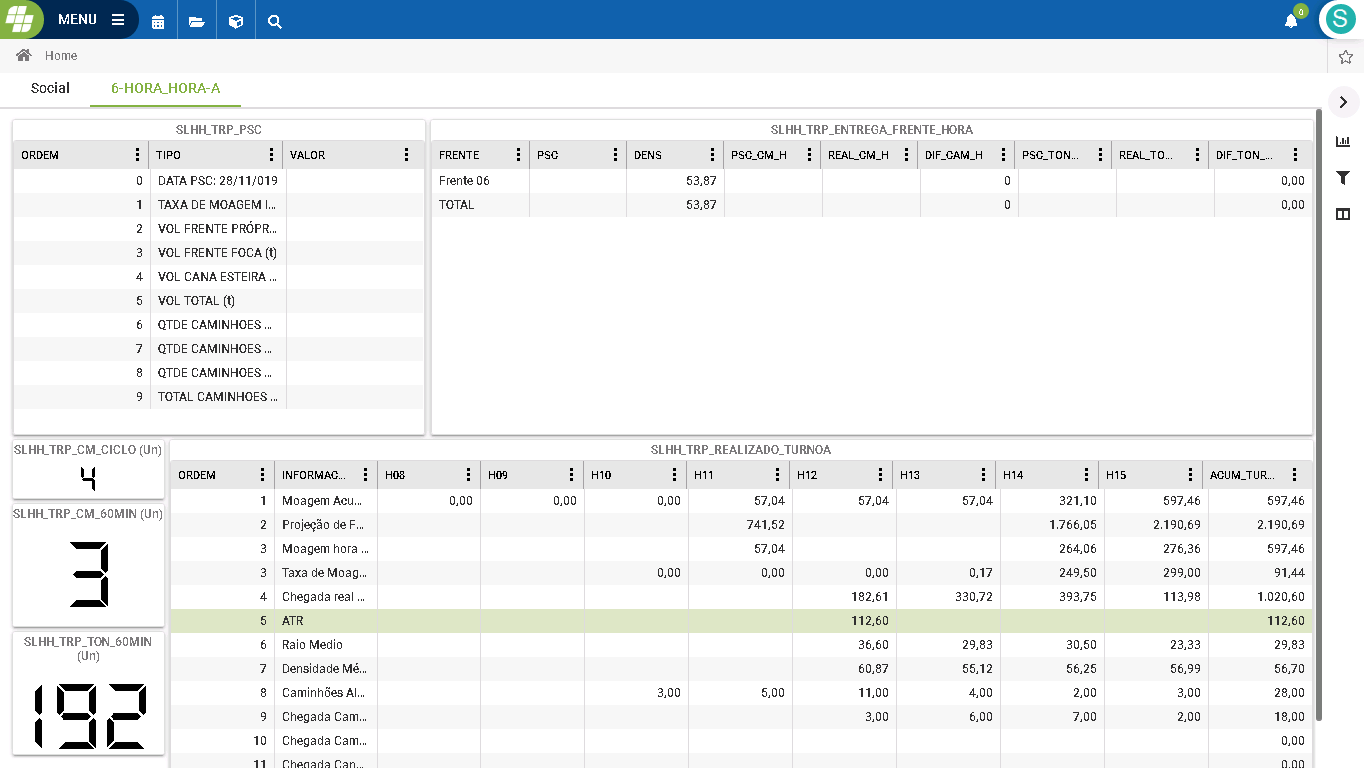 MENU
0
S
Home
Social 6-HORA_HORA-A
SLHH_TRP_PSC
ORDEM TIPO VALOR
0 DATA PSC: 28/11/019
1 TAXA DE MOAGEM I...
2 VOL FRENTE PRÓPR...
3 VOL FRENTE FOCA (t)
4 VOL CANA ESTEIRA ...
5 VOL TOTAL (t)
6 QTDE CAMINHOES ...
7 QTDE CAMINHOES ...
8 QTDE CAMINHOES ...
9 TOTAL CAMINHOES ...
SLHH_TRP_ENTREGA_FRENTE_HORA
FRENTE PSC DENS PSC_CM_H REAL_CM_H DIF_CAM_H PSC_TON... REAL_TO... DIF_TON_...
Frente 06 53,87 0 0,00
TOTAL 53,87 0 0,00
SLHH_TRP_CM_CICLO (Un)
4
SLHH_TRP_CM_60MIN (Un)
3
SLHH_TRP_TON_60MIN
(Un)
192
SLHH_TRP_REALIZADO_TURNOA
ORDEM INFORMAC... H08 H09 H10 H11 H12 H13 H14 H15 ACUM_TUR...
1 Moagem Acu... 0,00 0,00 0,00 57,04 57,04 57,04 321,10 597,46 597,46
2 Projeção de F... 741,52 1.766,05 2.190,69 2.190,69
3 Moagem hora ... 57,04 264,06 276,36 597,46
3 Taxa de Moag... 0,00 0,00 0,00 0,17 249,50 299,00 91,44
4 Chegada real ... 182,61 330,72 393,75 113,98 1.020,60
5 ATR 112,60 112,60
6 Raio Medio 36,60 29,83 30,50 23,33 29,83
7 Densidade Mé... 60,87 55,12 56,25 56,99 56,70
8 Caminhões Al... 3,00 5,00 11,00 4,00 2,00 3,00 28,00
9 Chegada Cam... 3,00 6,00 7,00 2,00 18,00
10 Chegada Cam... 0,00
11 Chegada Can... 0,00